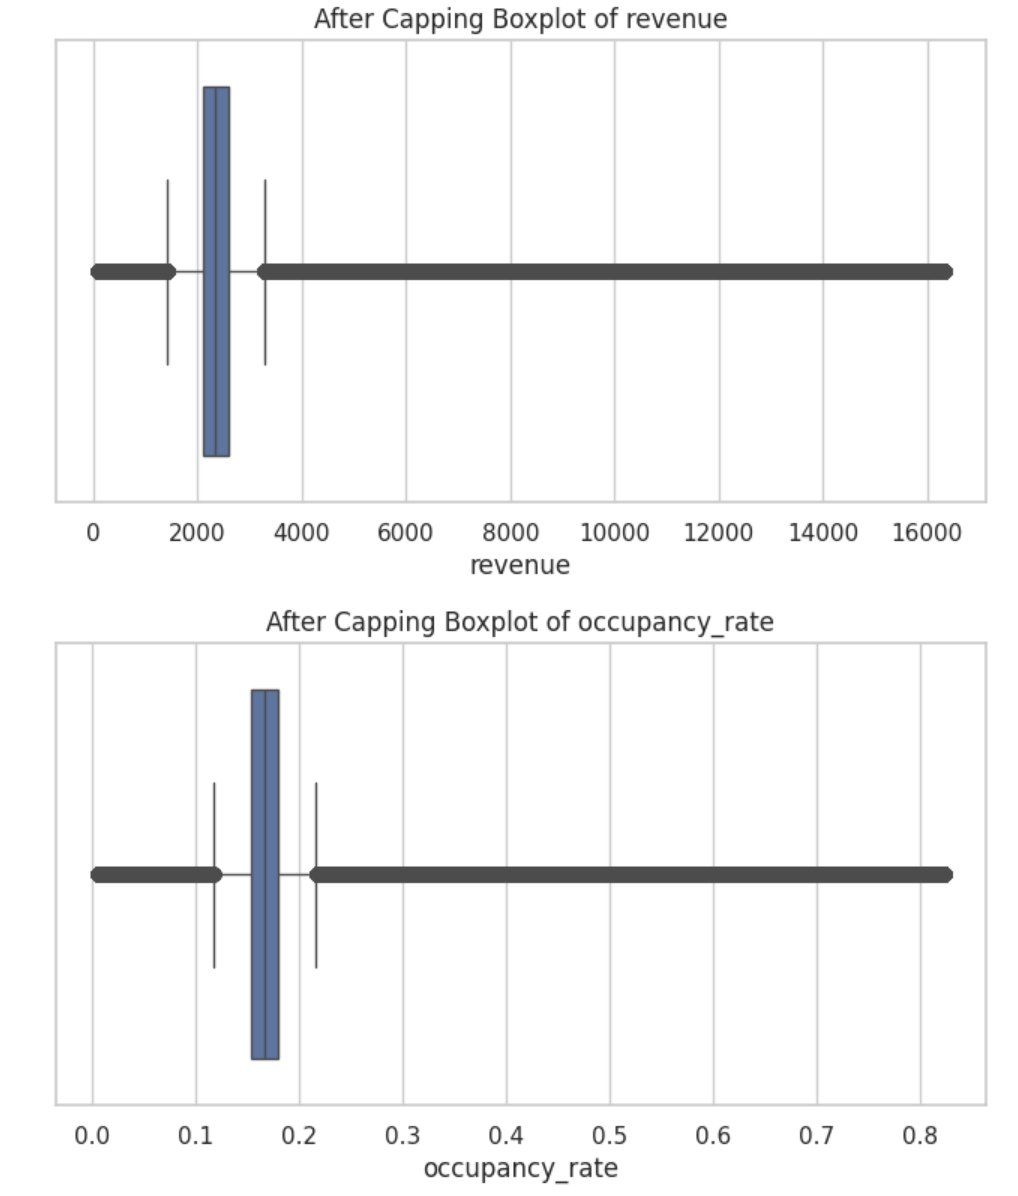 After Capping Boxplot of revenue
0 2000 4000 6000 8000 10000 12000 14000 16000
revenue
After Capping Boxplot of occupancy_rate
0.0 0.1 0.2 0.3 0.4 0.5 0.6 0.7 0.8
occupancy_rate